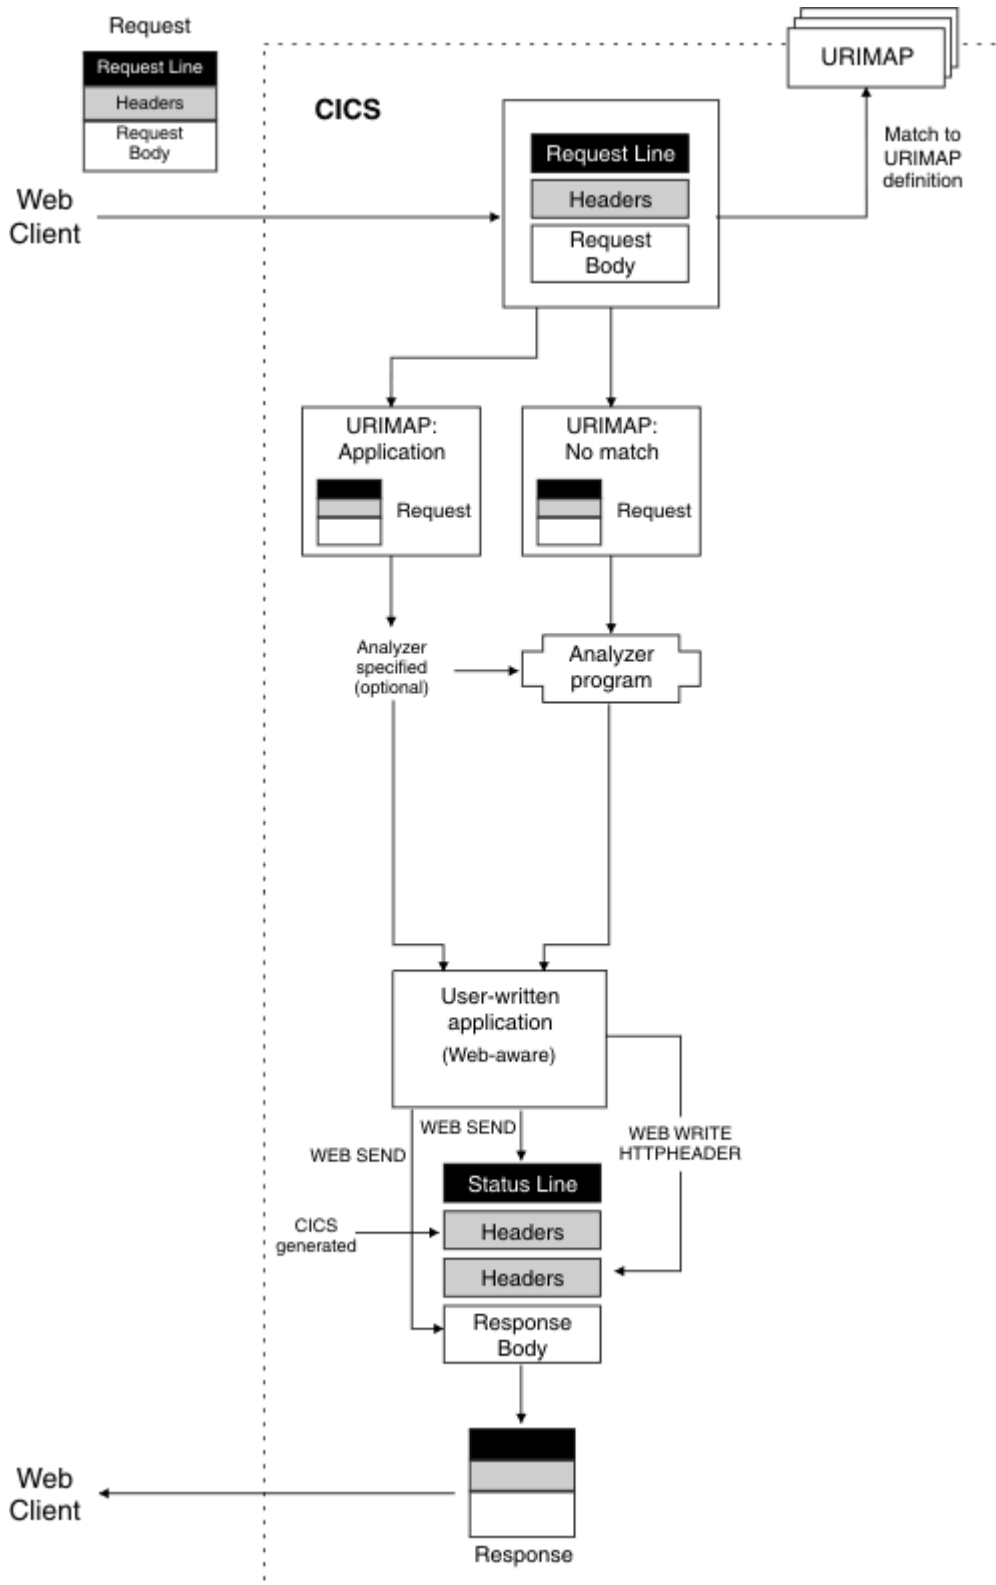 Request
Request Line
Headers
Request
Body
Web
Client
CICS
URIMAP
Match to
URIMAP
definition
Request Line
Headers
Request
Body
URIMAP:
Application
Request
URIMAP:
No match
Request
Analyzer
specified
(optional)
Analyzer
program
User-written
application
(Web-aware)
WEB SEND
WEB SEND
WEB WRITE
HTTPHEADER
Status Line
CICS
generated
Headers
Headers
Response
Body
Web
Client
Response